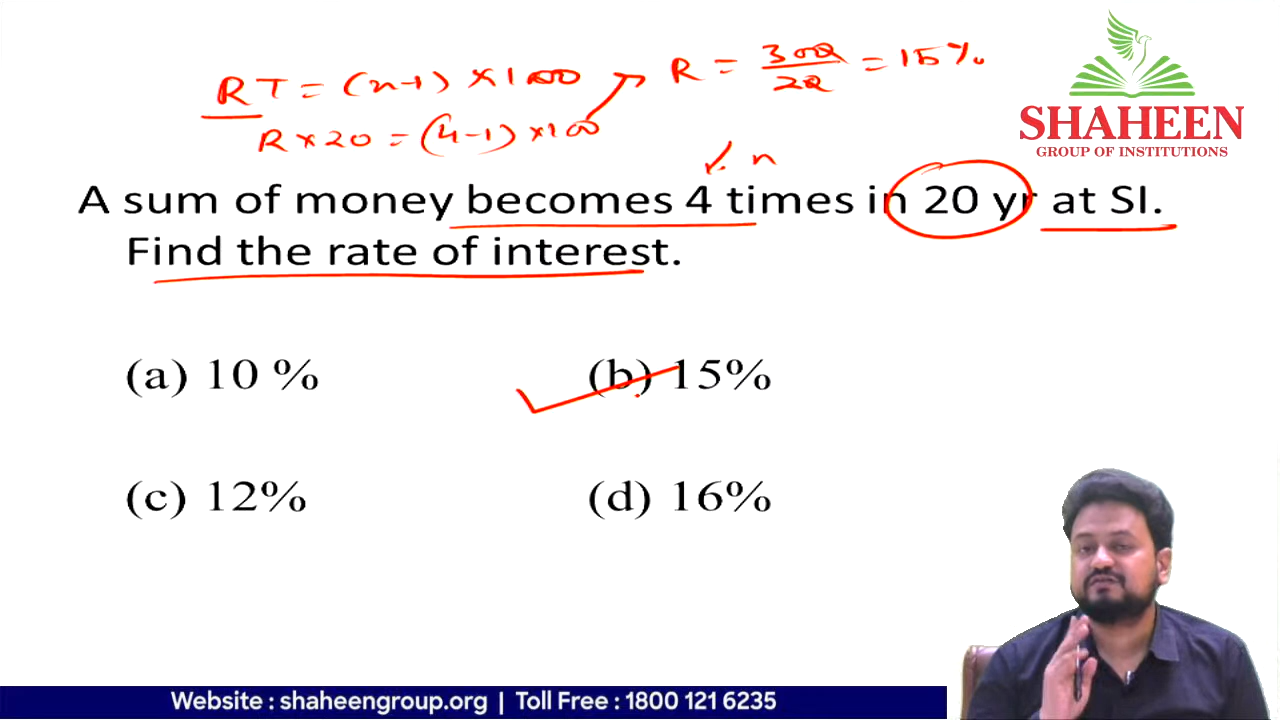 RT = (n-1) × 100
R × 20 = (4-1) × 100
R = 300/20 = 15%
n
SHAHEEN
GROUP OF INSTITUTIONS
A sum of money becomes 4 times in 20 yr at SI.
Find the rate of interest.
(a) 10 %
(b) 15%
(c) 12%
(d) 16%
Website : shaheengroup.org | Toll Free : 1800 121 6235